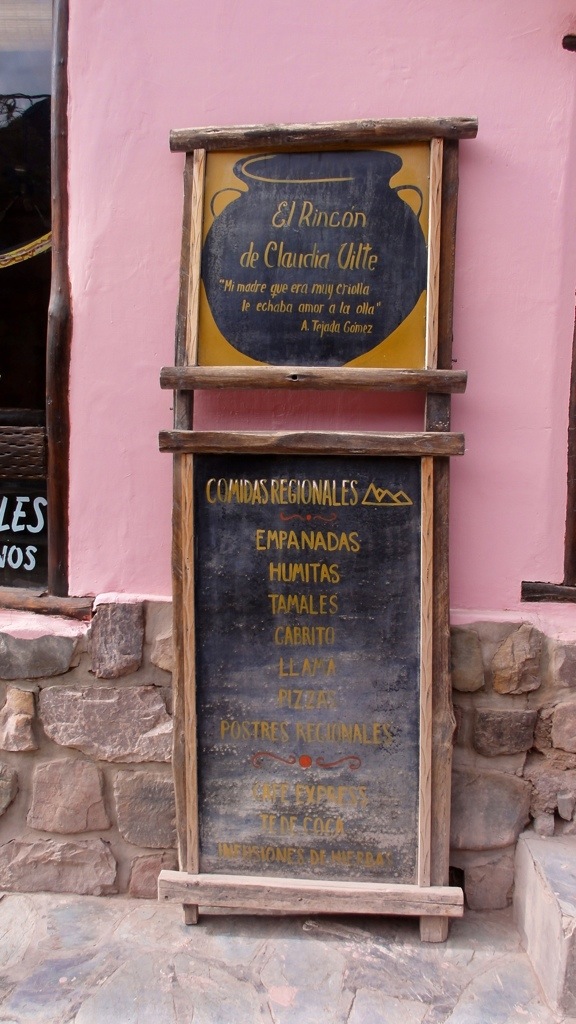 El Rincón
de Claudia Vilte
"Mi madre que era muy criolla
le echaba amor a la olla"
A. Tejada Gómez
COMIDAS REGIONALES
EMPANADAS
HUMITAS
TAMALES
CABRITO
LLAMA
PIZZAS
POSTRES REGIONALES
CAFE EXPRESS
TE DE COCA
INFUSIONES DE HIERBAS
LES
NOS